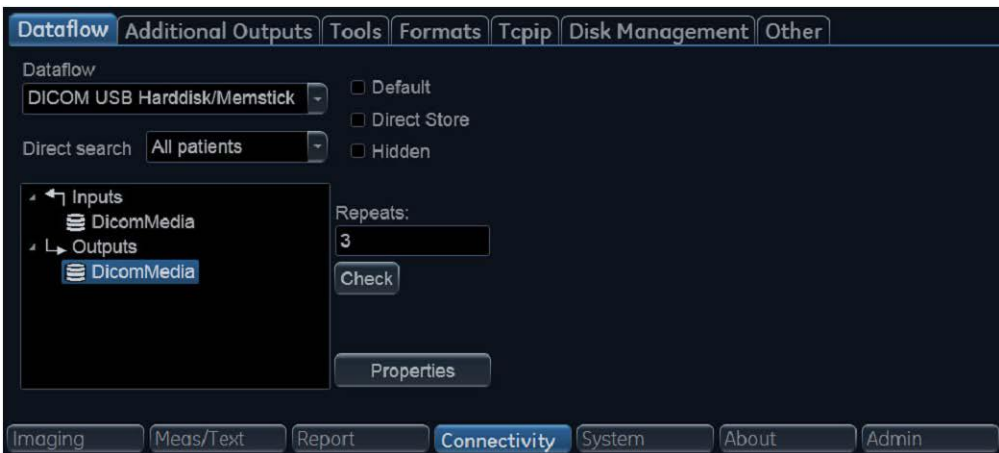 Dataflow Additional Outputs Tools Formats Tcpip Disk Management Other
Dataflow
DICOM USB Harddisk/Memstick
Default
Direct Store
Direct search All patients
Hidden
Inputs
DicomMedia
Outputs
DicomMedia
Repeats:
3
Check
Properties
Imaging Meas/Text Report Connectivity System About Admin